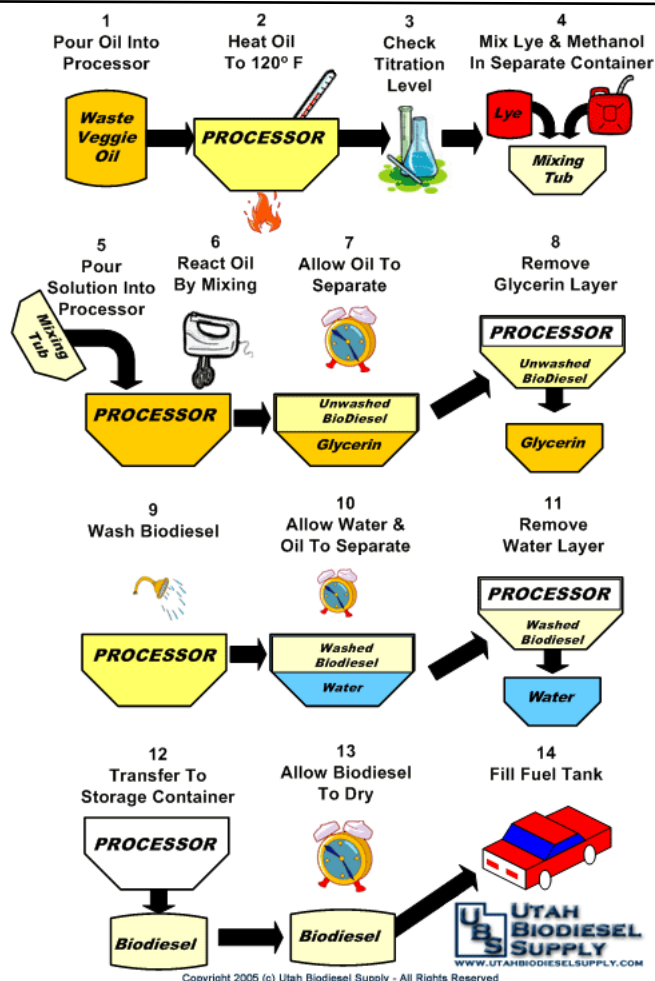 1
Pour Oil Into
Processor
2
Heat Oil
To 120º F
3
Check
Titration
Level
4
Mix Lye & Methanol
In Separate Container
Waste
Veggie
Oil
PROCESSOR
Lye
Mixing
Tub
5
Pour
Solution Into
Processor
6
React Oil
By Mixing
7
Allow Oil To
Separate
8
Remove
Glycerin Layer
Mixing
Tub
PROCESSOR
Unwashed
BioDiesel
Glycerin
PROCESSOR
Unwashed
BioDiesel
Glycerin
9
Wash Biodiesel
10
Allow Water &
Oil To Separate
11
Remove
Water Layer
PROCESSOR
Washed
Biodiesel
Water
PROCESSOR
Washed
Biodiesel
Water
12
Transfer To
Storage Container
13
Allow Biodiesel
To Dry
14
Fill Fuel Tank
PROCESSOR
Biodiesel
Biodiesel
UBS
UTAH
BIODIESEL
SUPPLY
WWW.UTAHBIODIESELSUPPLY.COM
Copyright 2005 (c) Utah Biodiesel Supply - All Rights Reserved